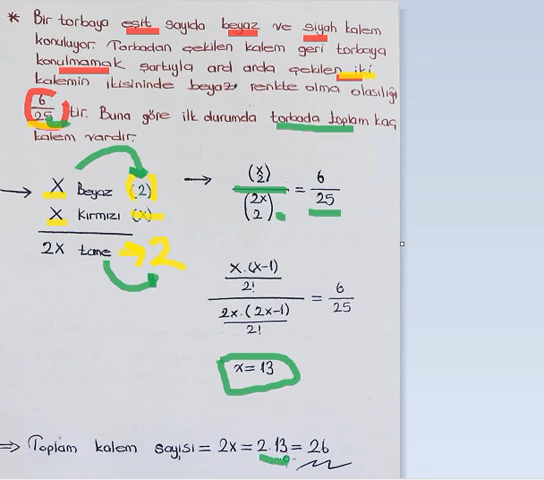 * Bir torbaya eşit sayıda beyaz ve siyah kalem
konuluyor. Torbadan çekilen kalem geri torbaya
konulmamak şartıyla ard arda çekilen iki
kalemin ikisininde beyaz renkte olma olasılığı
6/25 tir. Buna göre ilk durumda torbada toplam kaç
kalem vardır.
→ X Beyaz (2)
X Kırmızı (x)
2X tane → 2
→ (x 2) / (2x 2) = 6/25
x.(x-1)/2! / 2x.(2x-1)/2! = 6/25
x = 13
⇒ Toplam kalem sayisi = 2x = 2.13 = 26